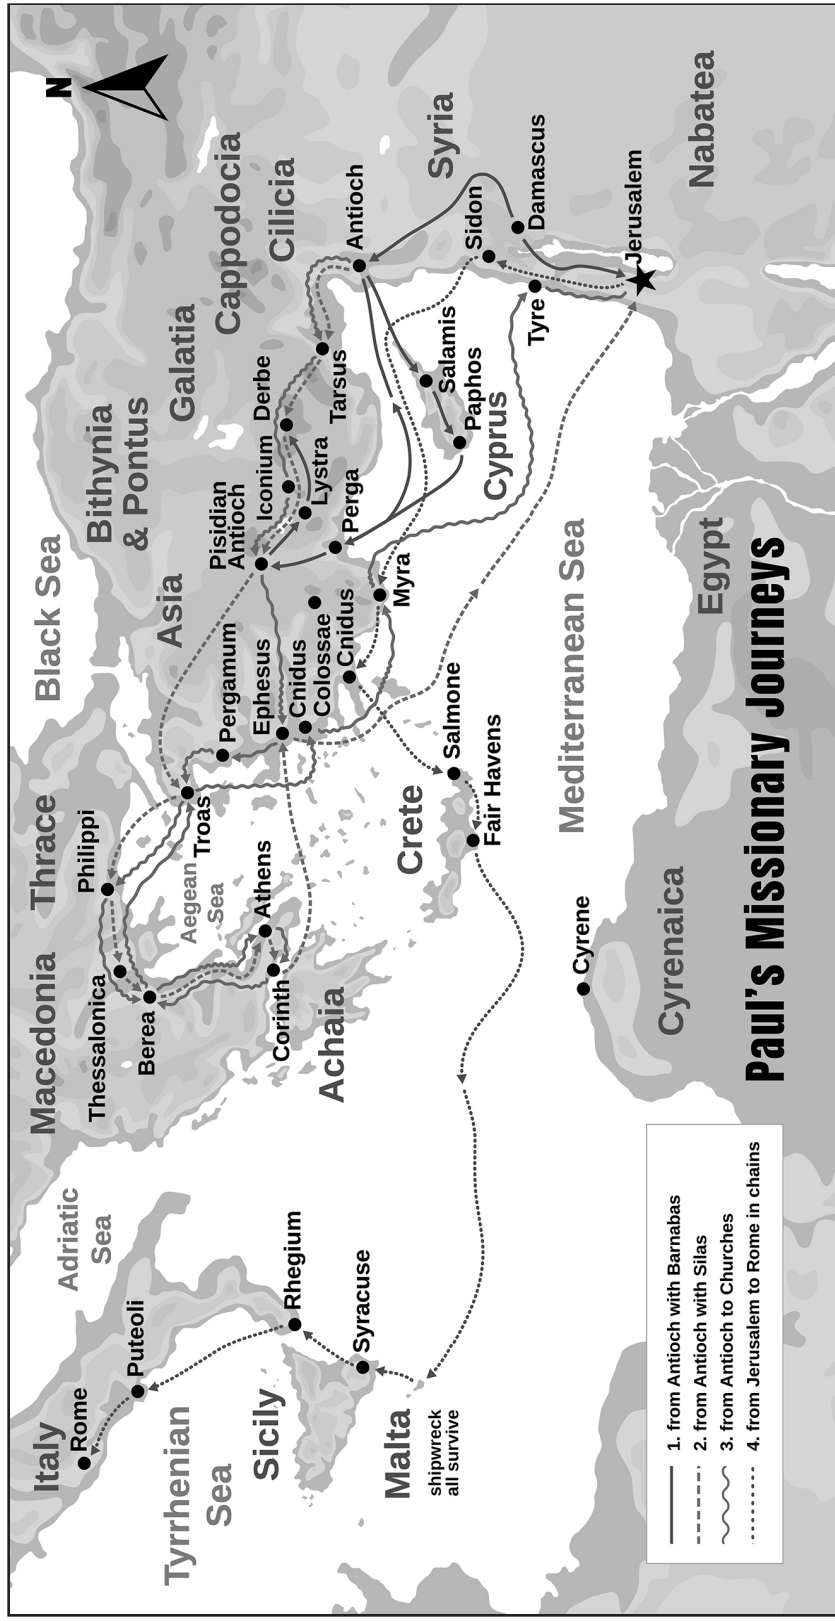 Paul's Missionary Journeys
N
Italy
Rome
Puteoli
Adriatic
Sea
Tyrrhenian
Sea
Sicily
Rhegium
Syracuse
Malta
shipwreck
all survive
Macedonia
Thrace
Black Sea
Bithynia
& Pontus
Galatia
Cappodocia
Cilicia
Syria
Nabatea
Thessalonica
Berea
Philippi
Troas
Aegean
Sea
Athens
Corinth
Achaia
Asia
Pergamum
Ephesus
Cnidus
Colossae
Cnidus
Pisidian
Antioch
Iconium
Derbe
Lystra
Perga
Myra
Tarsus
Antioch
Salamis
Paphos
Cyprus
Sidon
Damascus
Tyre
Jerusalem
Crete
Salmone
Fair Havens
Mediterranean Sea
Cyrene
Cyrenaica
Egypt
1. from Antioch with Barnabas
2. from Antioch with Silas
3. from Antioch to Churches
4. from Jerusalem to Rome in chains